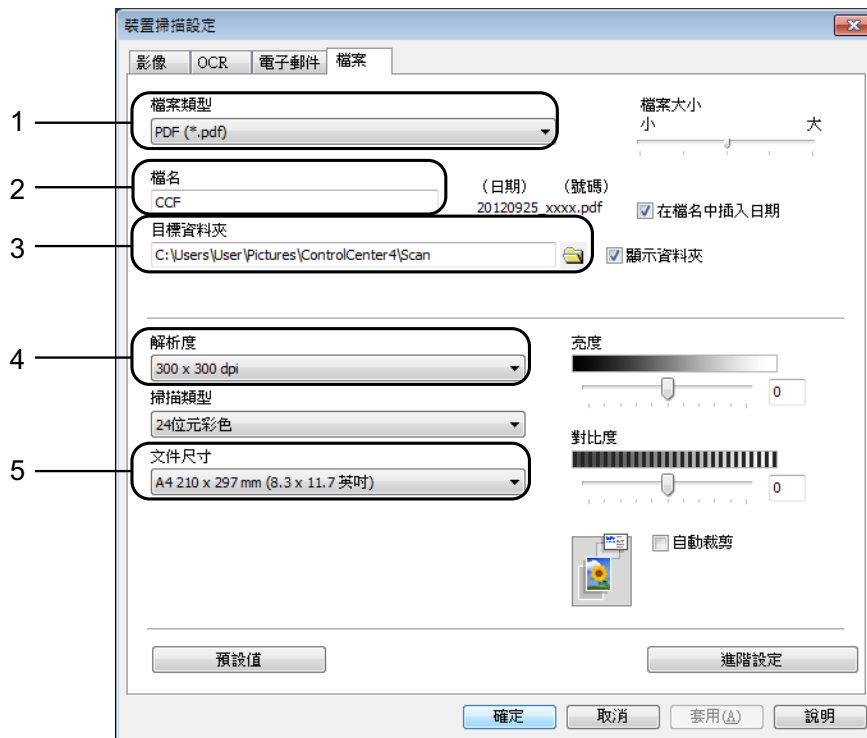 裝置掃描設定
影像 OCR 電子郵件 檔案
1
檔案類型
PDF (*.pdf)
檔案大小
小 大
2
檔名
CCF
(日期) (號碼)
20120925_xxxx.pdf
在檔名中插入日期
3
目標資料夾
C:\Users\User\Pictures\ControlCenter4\Scan
顯示資料夾
4
解析度
300 x 300 dpi
亮度
0
掃描類型
24位元彩色
對比度
0
5
文件尺寸
A4 210 x 297 mm (8.3 x 11.7 英吋)
自動裁剪
預設值 進階設定
確定 取消 套用(A) 說明